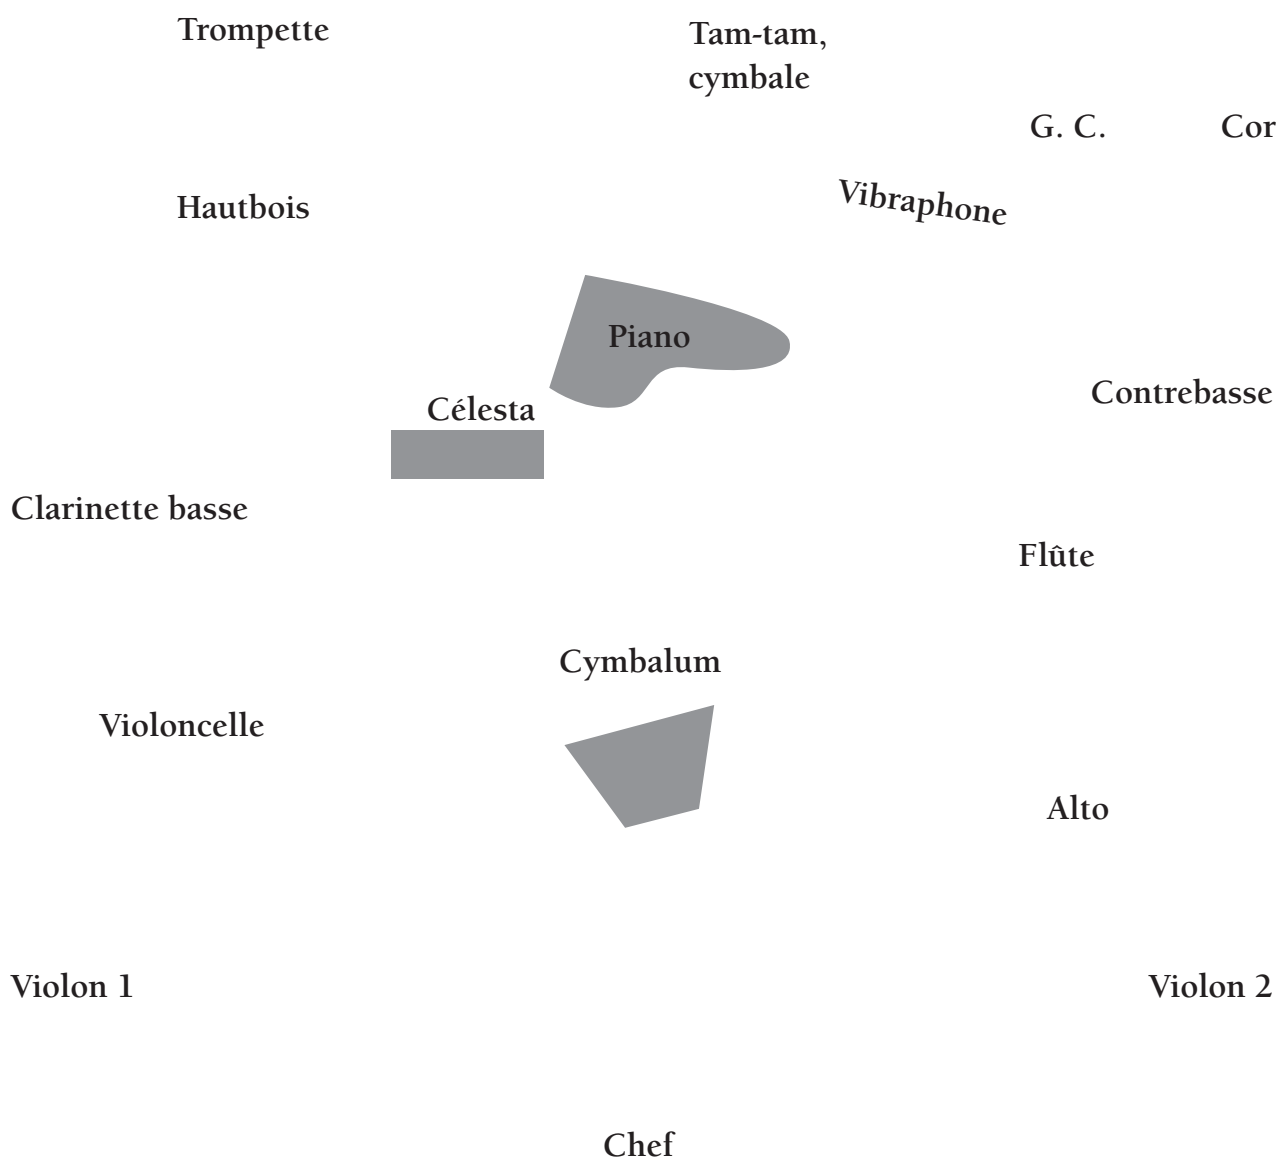 Trompette
Tam-tam,
cymbale
G. C.
Cor
Hautbois
Vibraphone
Piano
Contrebasse
Célesta
Clarinette basse
Flûte
Cymbalum
Violoncelle
Alto
Violon 1
Violon 2
Chef